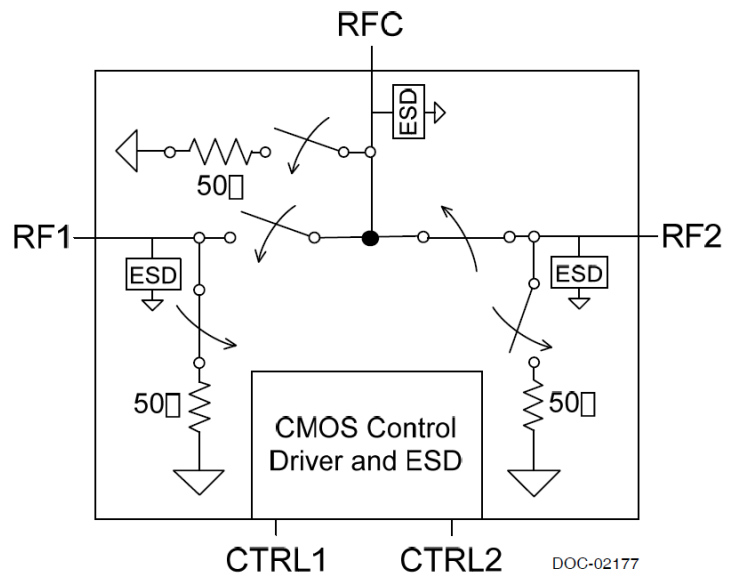 RFC
ESD
50▯
RF1
RF2
ESD
ESD
50▯
50▯
CMOS Control
Driver and ESD
CTRL1
CTRL2
DOC-02177